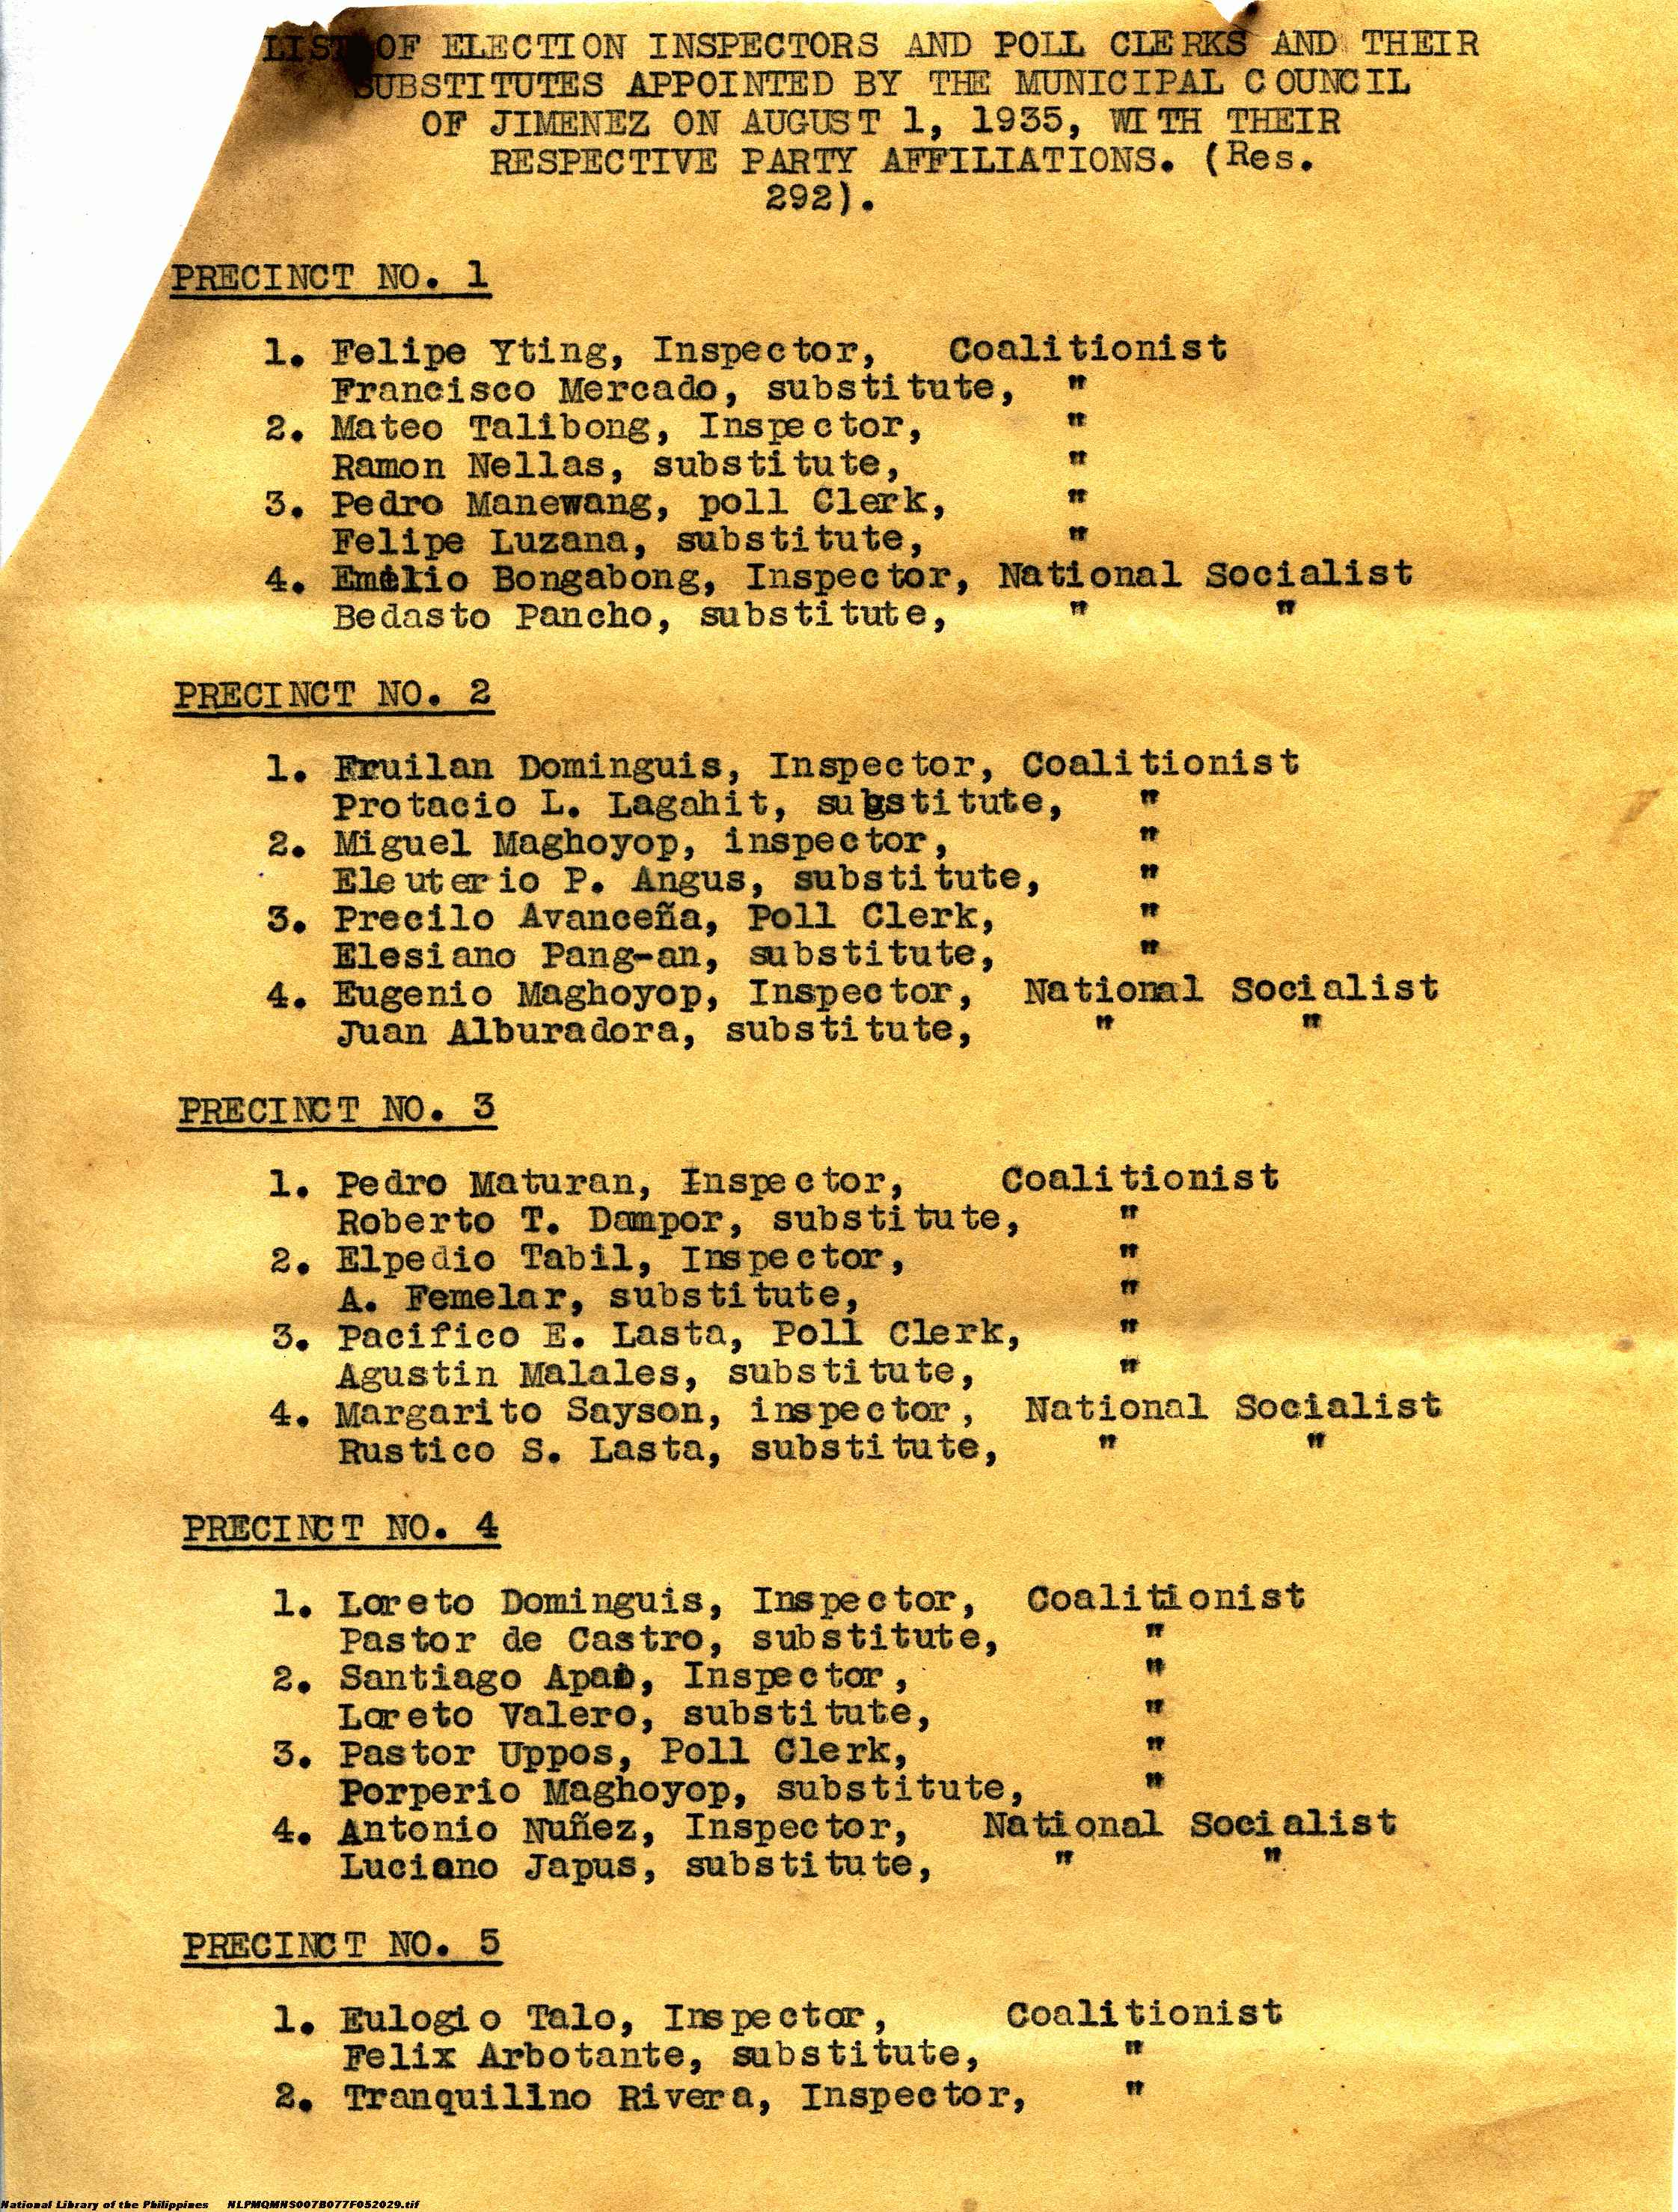 LIST OF ELECTION INSPECTORS AND POLL CLERKS AND THEIR
SUBSTITUTES APPOINTED BY THE MUNICIPAL COUNCIL
OF JIMENEZ ON AUGUST 1, 1935, WITH THEIR
RESPECTIVE PARTY AFFILIATIONS. (Res.
292).
PRECINCT NO. 1
1. Felipe Yting, Inspector, Coalitionist
Francisco Mercado, substitute, "
2. Mateo Talibong, Inspector, "
Ramon Nellas, substitute, "
3. Pedro Manewang, poll Clerk, "
Felipe Luzana, substitute, "
4. Emilio Bongabong, Inspector, National Socialist
Bedasto Pancho, substitute, " "
PRECINCT NO. 2
1. Fruilan Dominguis, Inspector, Coalitionist
Protacio L. Lagahit, substitute, "
2. Miguel Maghoyop, inspector, "
Eleuterio P. Angus, substitute, "
3. Precilo Avanceña, Poll Clerk, "
Elesiano Pang-an, substitute, "
4. Eugenio Maghoyop, Inspector, National Socialist
Juan Alburadora, substitute, " "
PRECINCT NO. 3
1. Pedro Maturan, Inspector, Coalitionist
Roberto T. Dampor, substitute, "
2. Elpedio Tabil, Inspector, "
A. Femelar, substitute, "
3. Pacifico E. Lasta, Poll Clerk, "
Agustin Malales, substitute, "
4. Margarito Sayson, inspector, National Socialist
Rustico S. Lasta, substitute, " "
PRECINCT NO. 4
1. Loreto Dominguis, Inspector, Coalitionist
Pastor de Castro, substitute, "
2. Santiago Apao, Inspector, "
Loreto Valero, substitute, "
3. Pastor Uppos, Poll Clerk, "
Porperio Maghoyop, substitute, "
4. Antonio Nuñez, Inspector, National Socialist
Luciano Japus, substitute, " "
PRECINCT NO. 5
1. Eulogio Talo, Inspector, Coalitionist
Felix Arbotante, substitute, "
2. Tranquilino Rivera, Inspector, "
National Library of the Philippines NLPMQMNS007B077F052029.tif